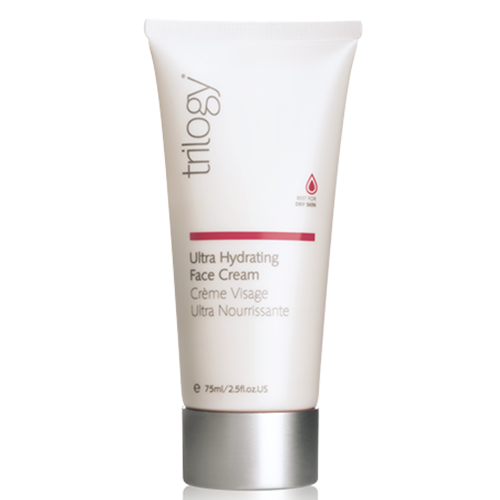 trilogy
BEST FOR
DRY SKIN
Ultra Hydrating
Face Cream
Crème Visage
Ultra Nourrissante
e 75ml/2.5fl.oz.US